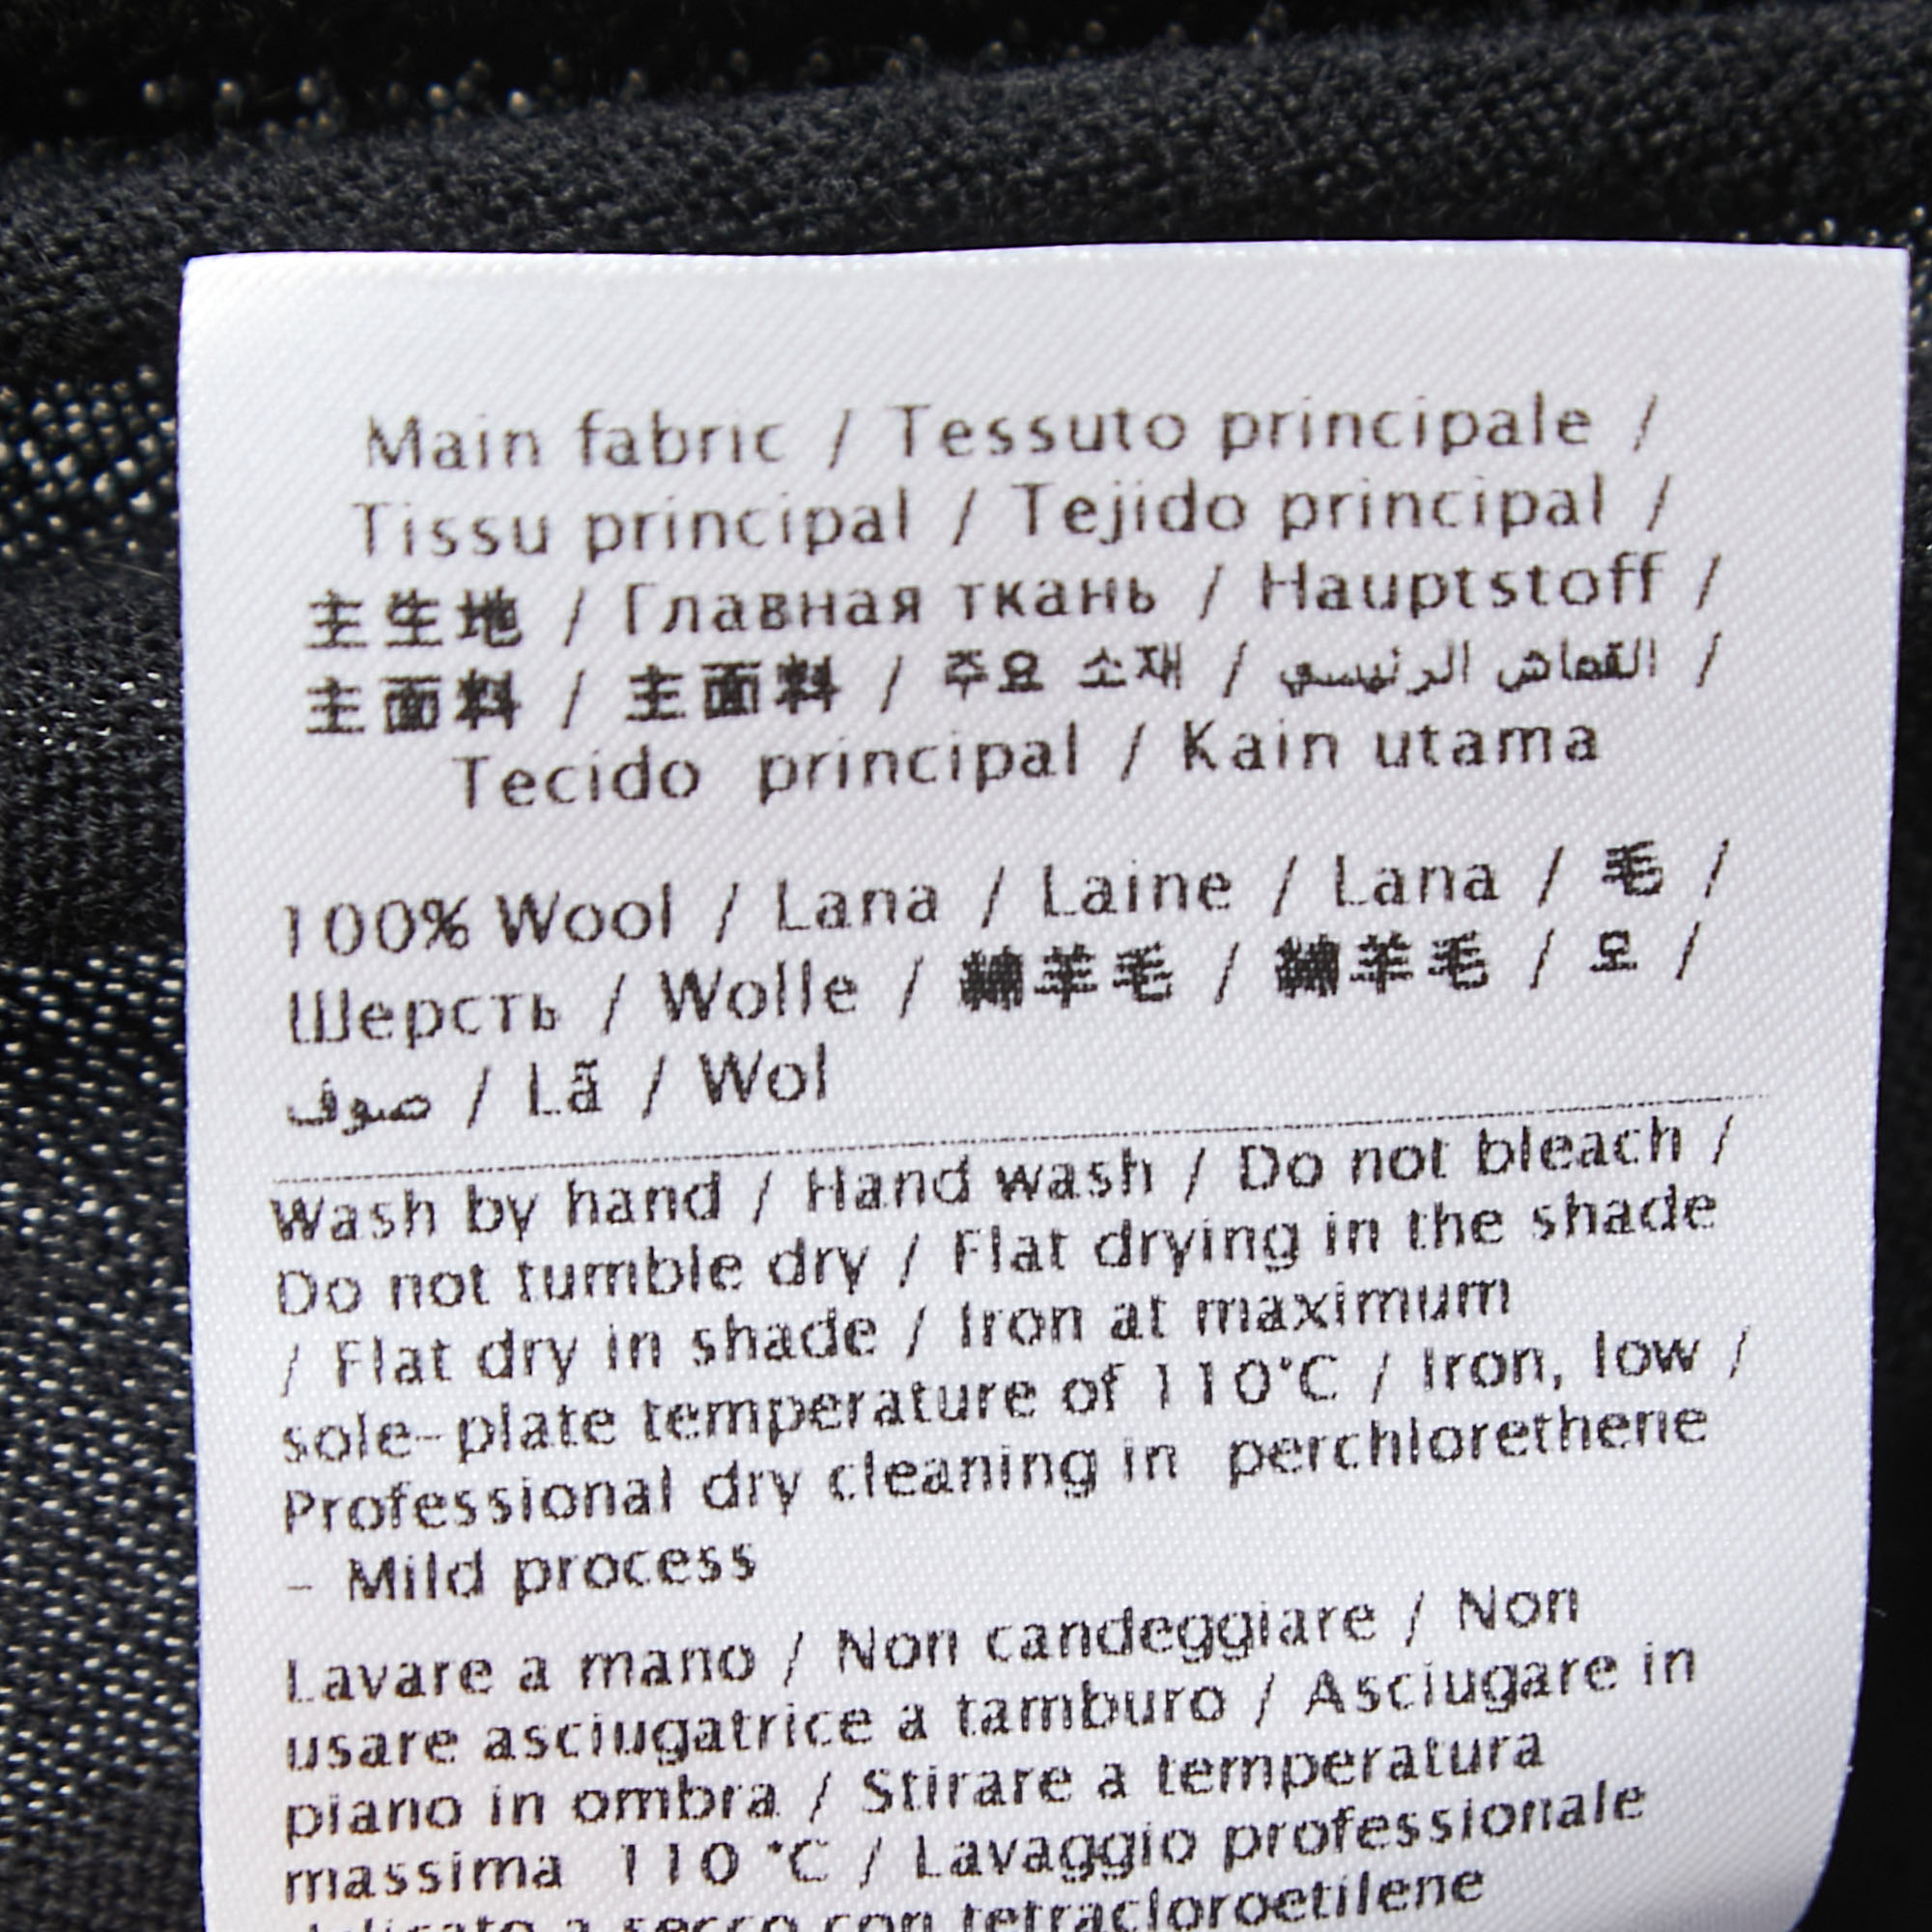 Main fabric / Tessuto principale /
Tissu principal / Tejido principal /
主生地 / Главная ткань / Hauptstoff /
主面料 / 主面料 / 주요 소재 / القماش الرئيسي /
Tecido principal / Kain utama
100% Wool / Lana / Laine / Lana / 毛 /
Шерсть / Wolle / 綿羊毛 / 綿羊毛 / 모 /
صوف / Lã / Wol
Wash by hand / Hand wash / Do not bleach /
Do not tumble dry / Flat drying in the shade
/ Flat dry in shade / Iron at maximum
sole-plate temperature of 110°C / Iron, low /
Professional dry cleaning in perchlorethene
- Mild process
Lavare a mano / Non candeggiare / Non
usare asciugatrice a tamburo / Asciugare in
piano in ombra / Stirare a temperatura
massima 110 °C / Lavaggio professionale
delicato a secco con tetracloroetilene